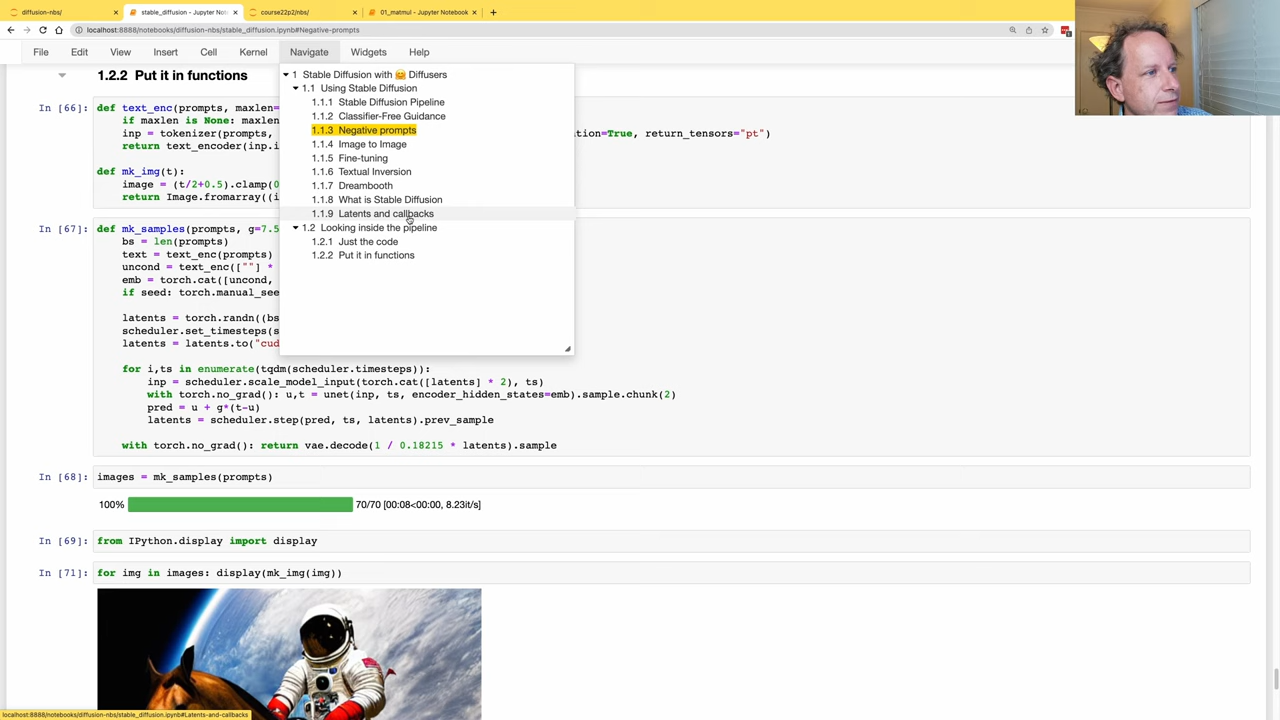 diffusion-nbs/
stable_diffusion - Jupyter Not
course22p2/nbs/
01_matmul - Jupyter Notebook
localhost:8888/notebooks/diffusion-nbs/stable_diffusion.ipynb#Negative-prompts
File Edit View Insert Cell Kernel Navigate Widgets Help
1.2.2 Put it in functions
1 Stable Diffusion with 🤗 Diffusers
1.1 Using Stable Diffusion
1.1.1 Stable Diffusion Pipeline
1.1.2 Classifier-Free Guidance
1.1.3 Negative prompts
1.1.4 Image to Image
1.1.5 Fine-tuning
1.1.6 Textual Inversion
1.1.7 Dreambooth
1.1.8 What is Stable Diffusion
1.1.9 Latents and callbacks
1.2 Looking inside the pipeline
1.2.1 Just the code
1.2.2 Put it in functions
In [66]: def text_enc(prompts, maxlen=
if maxlen is None: maxlen
inp = tokenizer(prompts, ation=True, return_tensors="pt")
return text_encoder(inp.i
def mk_img(t):
image = (t/2+0.5).clamp(0
return Image.fromarray((i
In [67]: def mk_samples(prompts, g=7.5
bs = len(prompts)
text = text_enc(prompts)
uncond = text_enc([""] *
emb = torch.cat([uncond,
if seed: torch.manual_see
latents = torch.randn((bs
scheduler.set_timesteps(s
latents = latents.to("cud
for i,ts in enumerate(tqdm(scheduler.timesteps)):
inp = scheduler.scale_model_input(torch.cat([latents] * 2), ts)
with torch.no_grad(): u,t = unet(inp, ts, encoder_hidden_states=emb).sample.chunk(2)
pred = u + g*(t-u)
latents = scheduler.step(pred, ts, latents).prev_sample
with torch.no_grad(): return vae.decode(1 / 0.18215 * latents).sample
In [68]: images = mk_samples(prompts)
100% 70/70 [00:08<00:00, 8.23it/s]
In [69]: from IPython.display import display
In [71]: for img in images: display(mk_img(img))
localhost:8888/notebooks/diffusion-nbs/stable_diffusion.ipynb#Latents-and-callbacks